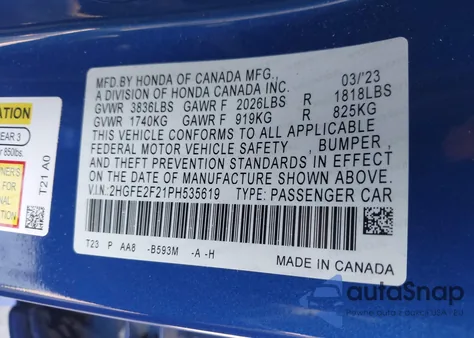 MFD.BY HONDA OF CANADA MFG.,
A DIVISION OF HONDA CANADA INC. 03/'23
GVWR 3836LBS GAWR F 2026LBS R 1818LBS
GVWR 1740KG GAWR F 919KG R 825KG
THIS VEHICLE CONFORMS TO ALL APPLICABLE
FEDERAL MOTOR VEHICLE SAFETY , BUMPER ,
AND THEFT PREVENTION STANDARDS IN EFFECT
ON THE DATE OF MANUFACTURE SHOWN ABOVE.
V.I.N:2HGFE2F21PH535619 TYPE: PASSENGER CAR
T23 P AA8 -B593M -A -H
MADE IN CANADA
EAR 3
850lbs.
T21 A0
autoSnap